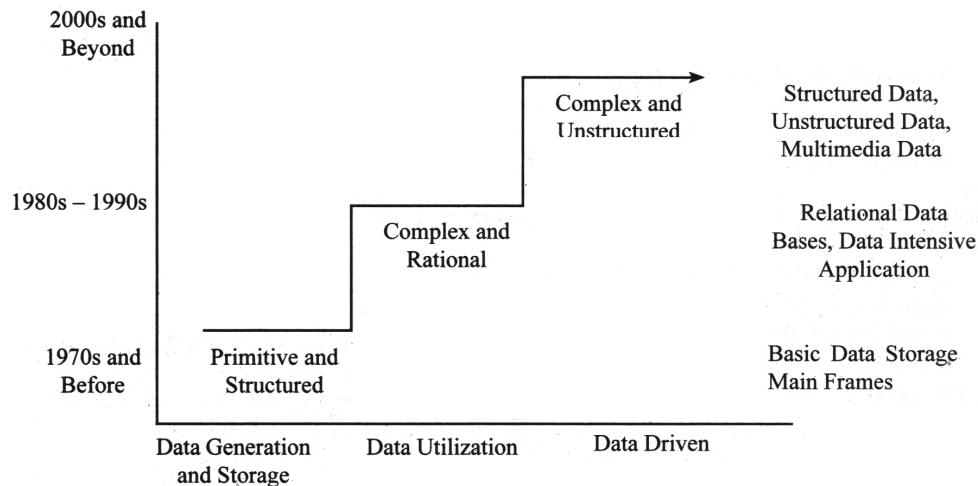 2000s and
Beyond
Complex and
Unstructured
Structured Data,
Unstructured Data,
Multimedia Data
1980s – 1990s
Complex and
Rational
Relational Data
Bases, Data Intensive
Application
1970s and
Before
Primitive and
Structured
Basic Data Storage
Main Frames
Data Generation
and Storage
Data Utilization
Data Driven